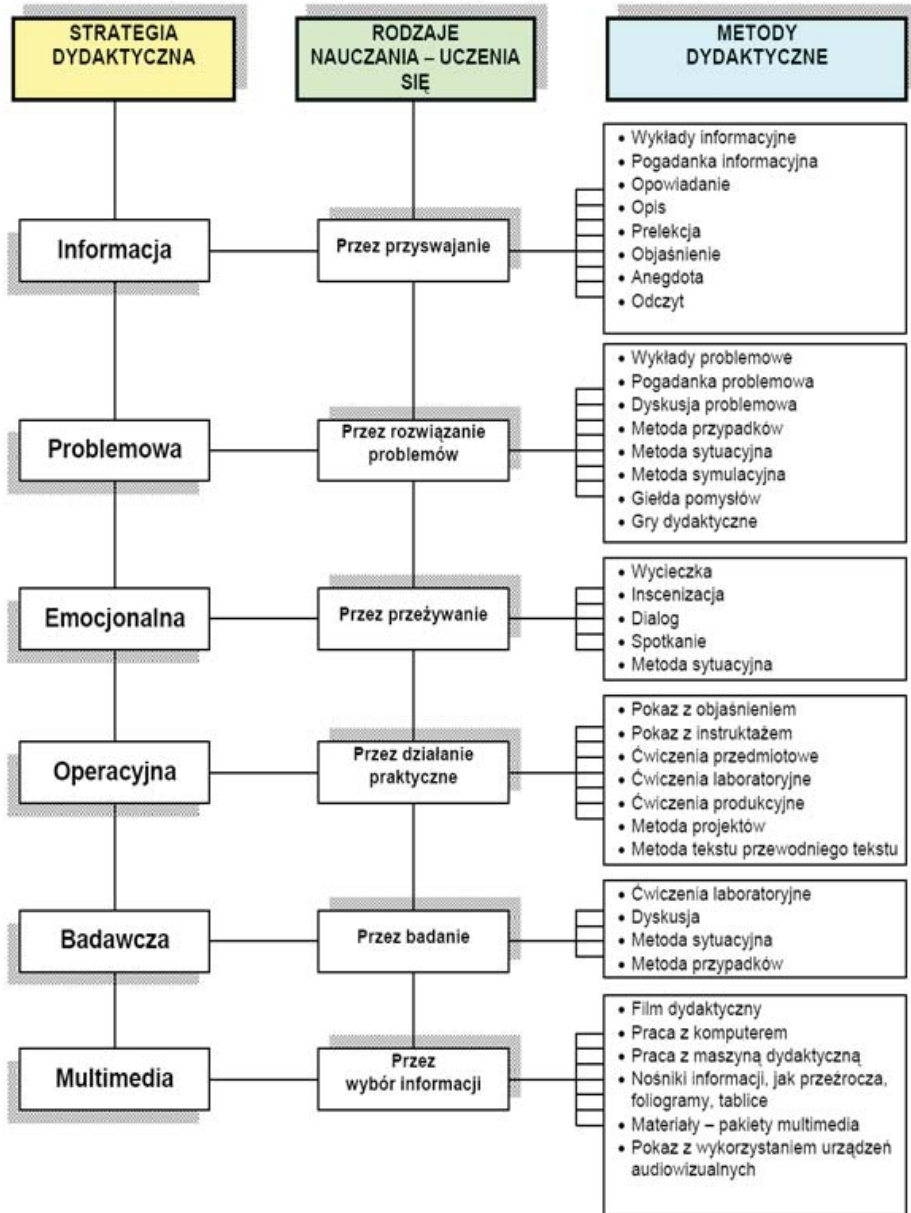 STRATEGIA
DYDAKTYCZNA
RODZAJE
NAUCZANIA – UCZENIA
SIĘ
METODY
DYDAKTYCZNE
Informacja
Przez przyswajanie
• Wykłady informacyjne
• Pogadanka informacyjna
• Opowiadanie
• Opis
• Prelekcja
• Objaśnienie
• Anegdota
• Odczyt
Problemowa
Przez rozwiązanie
problemów
• Wykłady problemowe
• Pogadanka problemowa
• Dyskusja problemowa
• Metoda przypadków
• Metoda sytuacyjna
• Metoda symulacyjna
• Giełda pomysłów
• Gry dydaktyczne
Emocjonalna
Przez przeżywanie
• Wycieczka
• Inscenizacja
• Dialog
• Spotkanie
• Metoda sytuacyjna
Operacyjna
Przez działanie
praktyczne
• Pokaz z objaśnieniem
• Pokaz z instruktażem
• Ćwiczenia przedmiotowe
• Ćwiczenia laboratoryjne
• Ćwiczenia produkcyjne
• Metoda projektów
• Metoda tekstu przewodniego tekstu
Badawcza
Przez badanie
• Ćwiczenia laboratoryjne
• Dyskusja
• Metoda sytuacyjna
• Metoda przypadków
Multimedia
Przez
wybór informacji
• Film dydaktyczny
• Praca z komputerem
• Praca z maszyną dydaktyczną
• Nośniki informacji, jak przeźrocza,
foliogramy, tablice
• Materiały – pakiety multimedia
• Pokaz z wykorzystaniem urządzeń
audiowizualnych